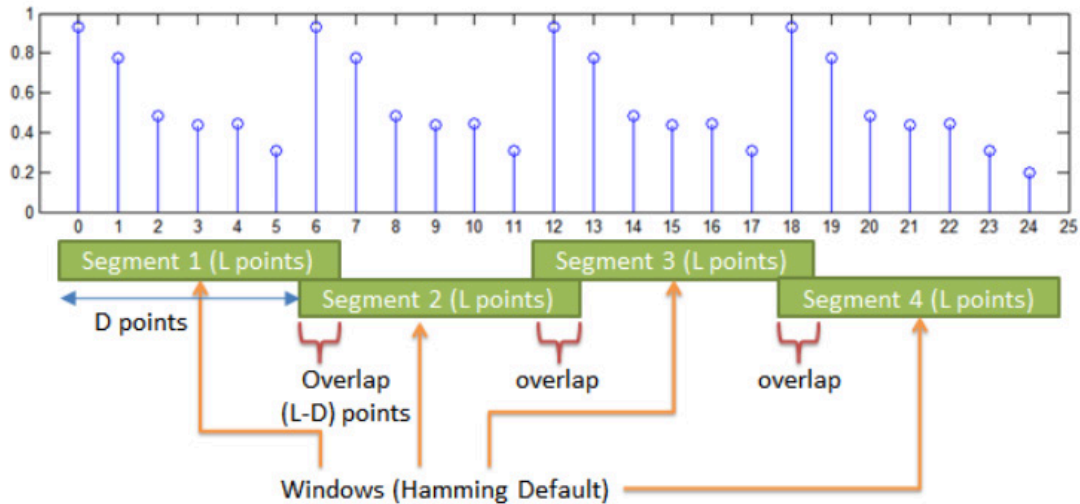 1
0.8
0.6
0.4
0.2
0
0 1 2 3 4 5 6 7 8 9 10 11 12 13 14 15 16 17 18 19 20 21 22 23 24 25
Segment 1 (L points) Segment 3 (L points)
Segment 2 (L points) Segment 4 (L points)
D points
Overlap overlap overlap
(L-D) points
Windows (Hamming Default)